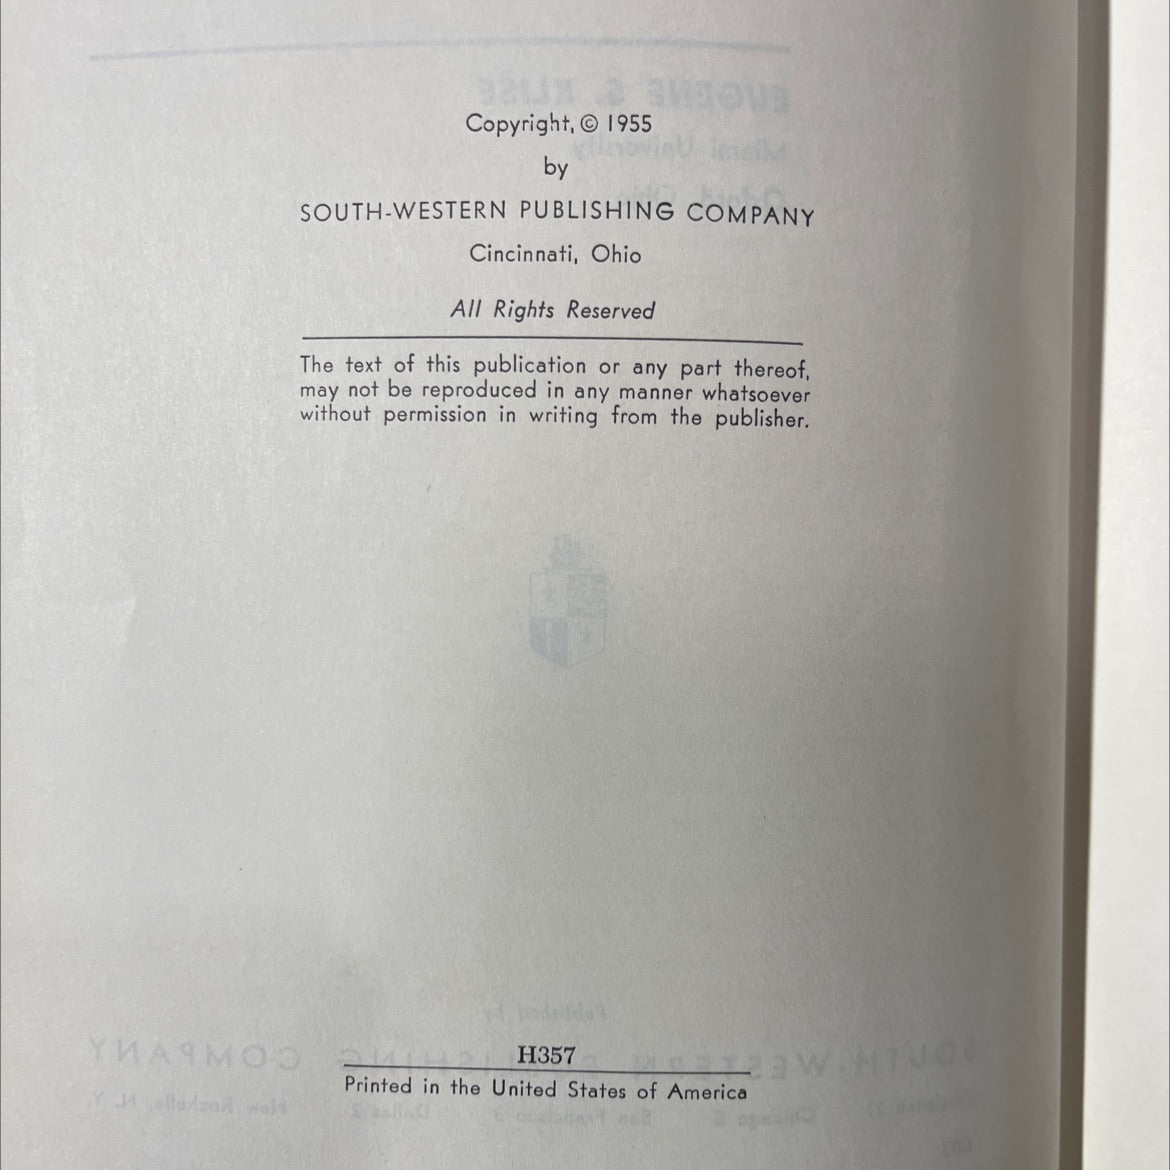 Copyright, © 1955
by
SOUTH-WESTERN PUBLISHING COMPANY
Cincinnati, Ohio
All Rights Reserved
The text of this publication or any part thereof,
may not be reproduced in any manner whatsoever
without permission in writing from the publisher.
H357
Printed in the United States of America